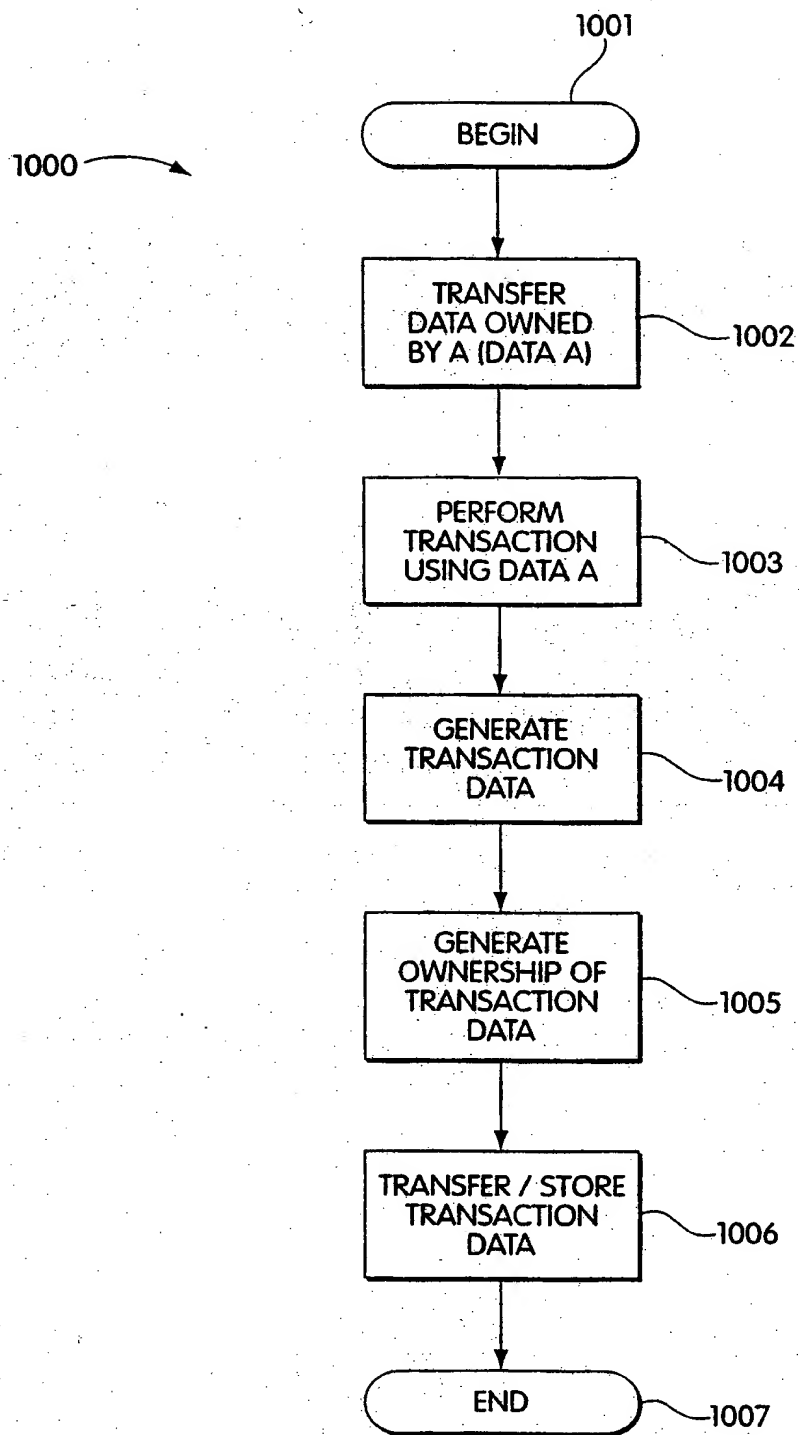 1001
BEGIN
1000
TRANSFER
DATA OWNED
BY A (DATA A)
1002
PERFORM
TRANSACTION
USING DATA A
1003
GENERATE
TRANSACTION
DATA
1004
GENERATE
OWNERSHIP OF
TRANSACTION
DATA
1005
TRANSFER / STORE
TRANSACTION
DATA
1006
END
1007